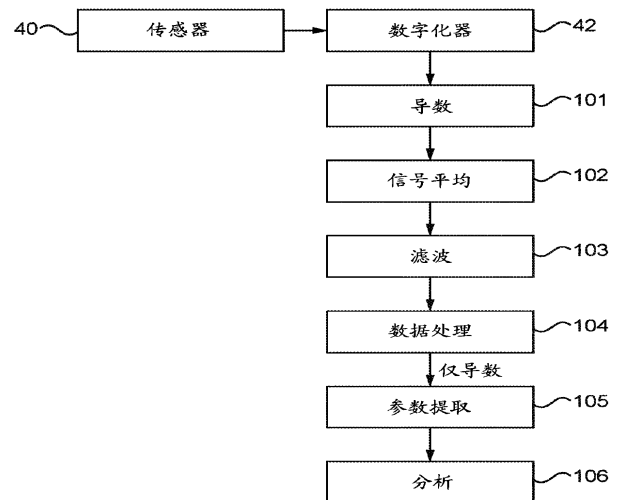 40 传感器 数字化器 42
导数 101
信号平均 102
滤波 103
数据处理 104
仅导数
参数提取 105
分析 106